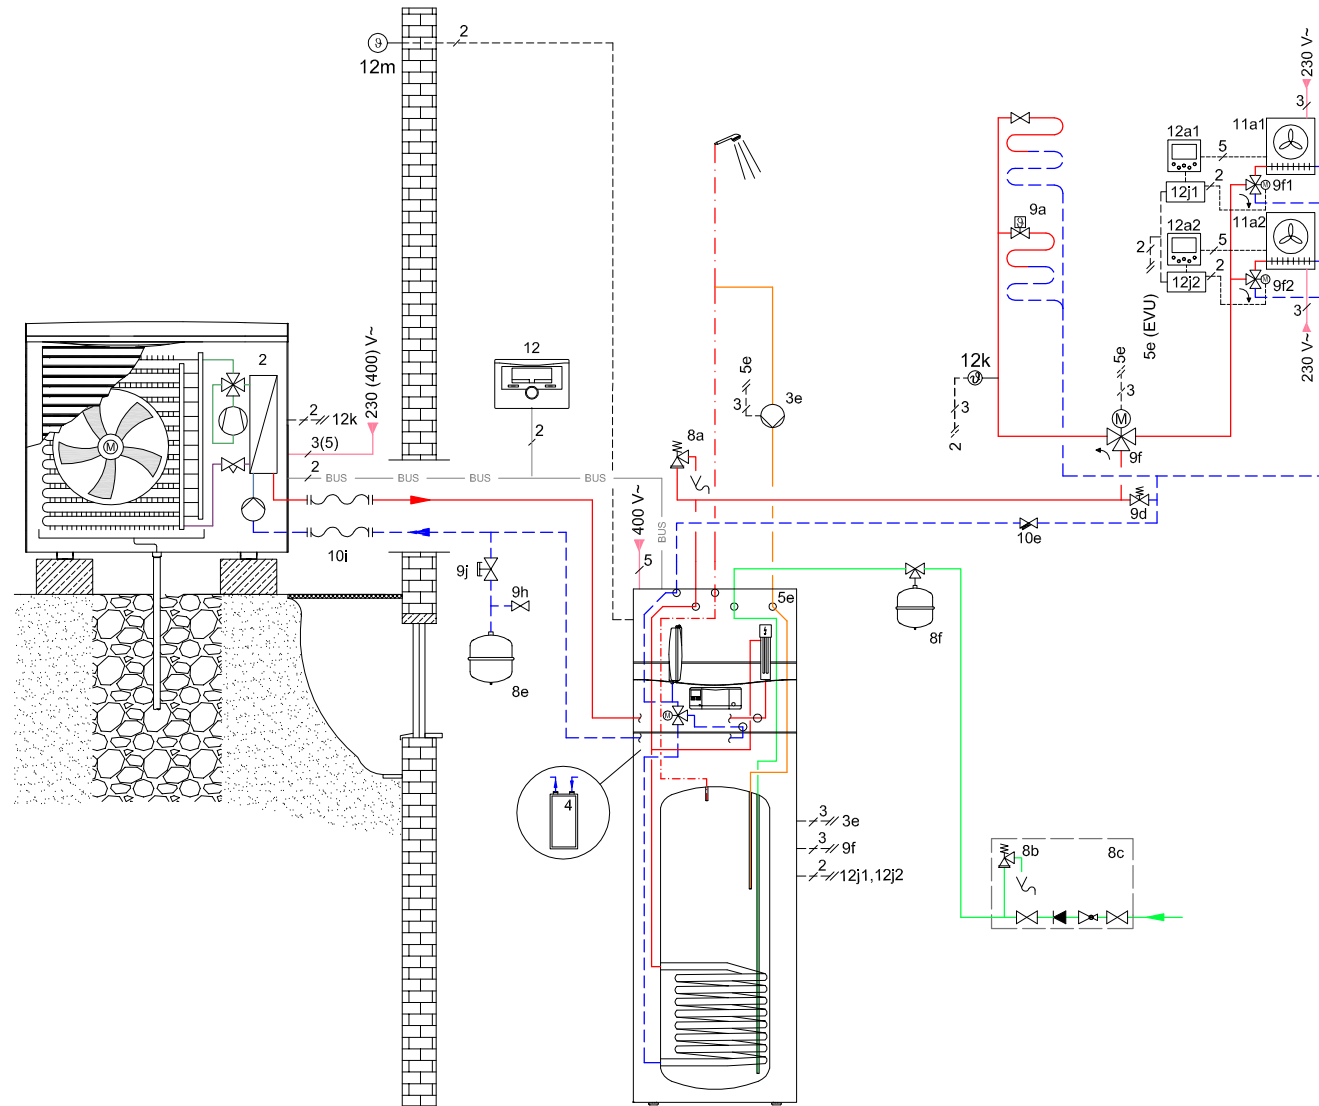 2
12m
230 V~
3
11a1
12a1
5
2
9f1
12j1
11a2
12a2
5
2
2
9f2
12j2
3
230 V~
9a
5e (EVU)
12k
3
2
5e
3
M
9f
2
M
2
12k
3(5)
230 (400) V~
2
BUS
BUS
BUS
BUS
12
2
5e
3
3e
8a
400 V~
BUS
5
9d
10e
10i
9j
9h
8e
5e
8f
M
4
3
3e
3
9f
2
12j1,12j2
8b
8c